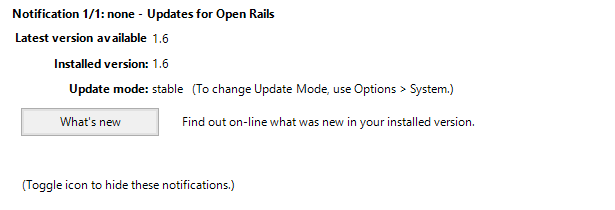 Notification 1/1: none - Updates for Open Rails
Latest version available 1.6
Installed version: 1.6
Update mode: stable (To change Update Mode, use Options > System.)
What's new Find out on-line what was new in your installed version.
(Toggle icon to hide these notifications.)